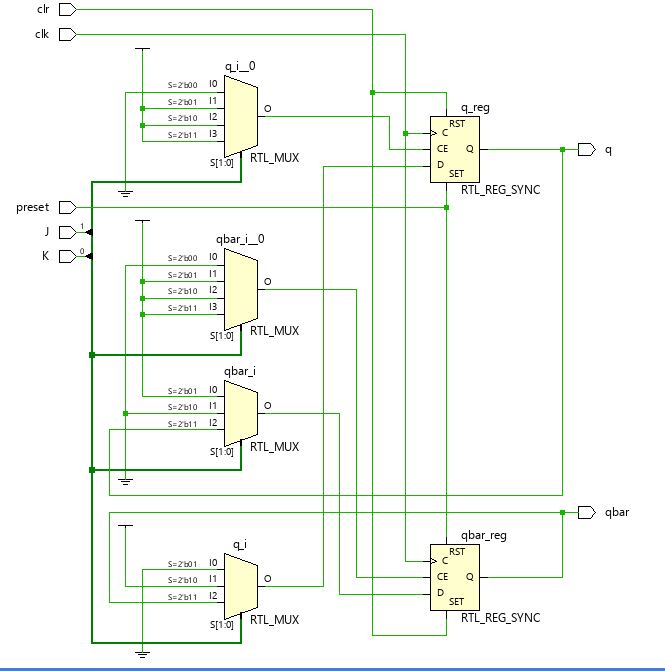 clr
clk
q_i__0
S=2'b00 I0
S=2'b01 I1
S=2'b10 I2
S=2'b11 I3
O
S[1:0]
RTL_MUX
q_reg
RST
C
CE Q
D
SET
RTL_REG_SYNC
q
preset
J 1
K 0
qbar_i__0
S=2'b00 I0
S=2'b01 I1
S=2'b10 I2
S=2'b11 I3
O
S[1:0]
RTL_MUX
qbar_i
S=2'b01 I0
S=2'b10 I1
S=2'b11 I2
O
S[1:0]
RTL_MUX
qbar
q_i
S=2'b01 I0
S=2'b10 I1
S=2'b11 I2
O
S[1:0]
RTL_MUX
qbar_reg
RST
C
CE Q
D
SET
RTL_REG_SYNC